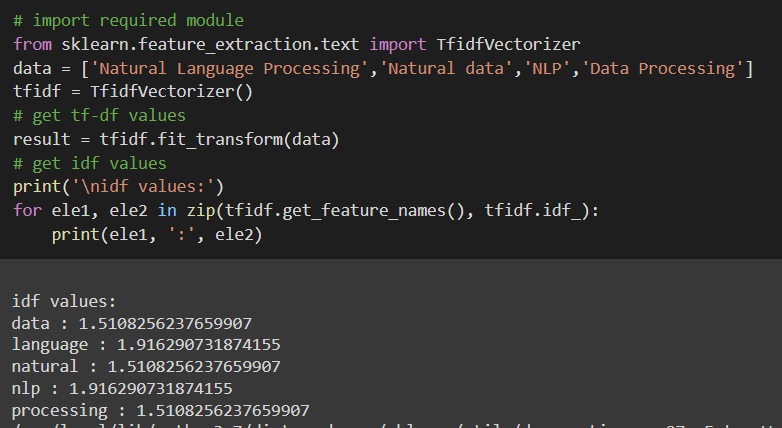 # import required module
from sklearn.feature_extraction.text import TfidfVectorizer
data = ['Natural Language Processing','Natural data','NLP','Data Processing']
tfidf = TfidfVectorizer()
# get tf-df values
result = tfidf.fit_transform(data)
# get idf values
print('\nidf values:')
for ele1, ele2 in zip(tfidf.get_feature_names(), tfidf.idf_):
    print(ele1, ':', ele2)
idf values:
data : 1.5108256237659907
language : 1.916290731874155
natural : 1.5108256237659907
nlp : 1.916290731874155
processing : 1.5108256237659907